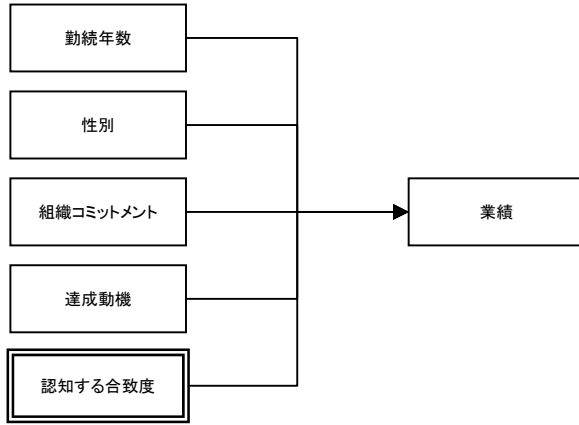 勤続年数
性別
組織コミットメント
業績
達成動機
認知する合致度